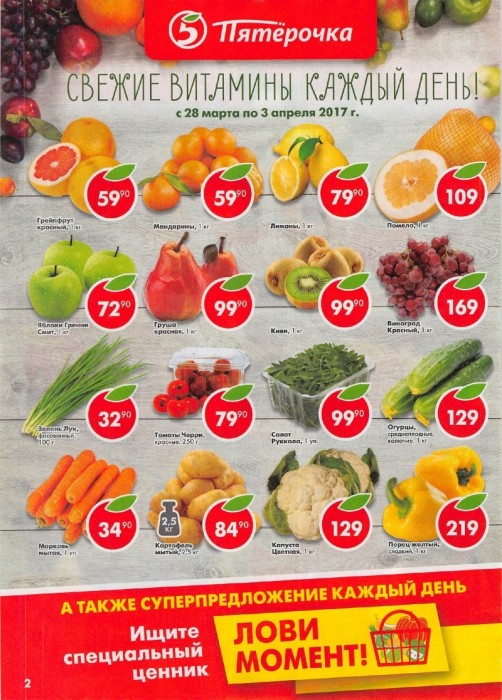 5 Пятёрочка
СВЕЖИЕ ВИТАМИНЫ КАЖДЫЙ ДЕНЬ!
с 28 марта по 3 апреля 2017 г.
59 90
Грейпфрут
красный, 1 кг
59 90
Мандарины, 1 кг
79 90
Лимоны, 1 кг
109
Помело, 1 кг
72 90
Яблоки Гренни
Смит, 1 кг
99 90
Груша
красная, 1 кг
99 90
Киви, 1 кг
169
Виноград
Красный, 1 кг
32 90
Зелень Лук,
фасованный,
100 г
79 90
Томаты Черри,
красные, 250 г
99 90
Салат
Руккола, 1 уп.
129
Огурцы,
среднеплодные,
колючие, 1 кг
34 90
Морковь
мытая, 1 уп.
2,5
КГ
84 90
Картофель
мытый, 2,5 кг
129
Капуста
Цветная, 1 кг
219
Перец желтый,
сладкий, 1 кг
А ТАКЖЕ СУПЕРПРЕДЛОЖЕНИЕ КАЖДЫЙ ДЕНЬ
Ищите
специальный
ценник
ЛОВИ
МОМЕНТ!
2